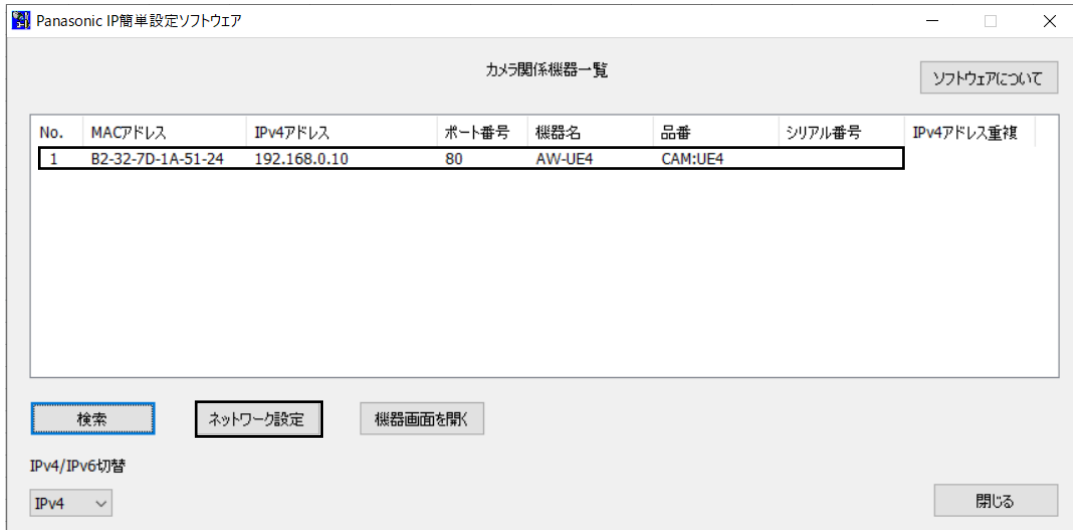 Panasonic IP簡単設定ソフトウェア
カメラ関係機器一覧
ソフトウェアについて
No. MACアドレス IPv4アドレス ポート番号 機器名 品番 シリアル番号 IPv4アドレス重複
1 B2-32-7D-1A-51-24 192.168.0.10 80 AW-UE4 CAM:UE4
検索 ネットワーク設定 機器画面を開く
IPv4/IPv6切替
IPv4 閉じる